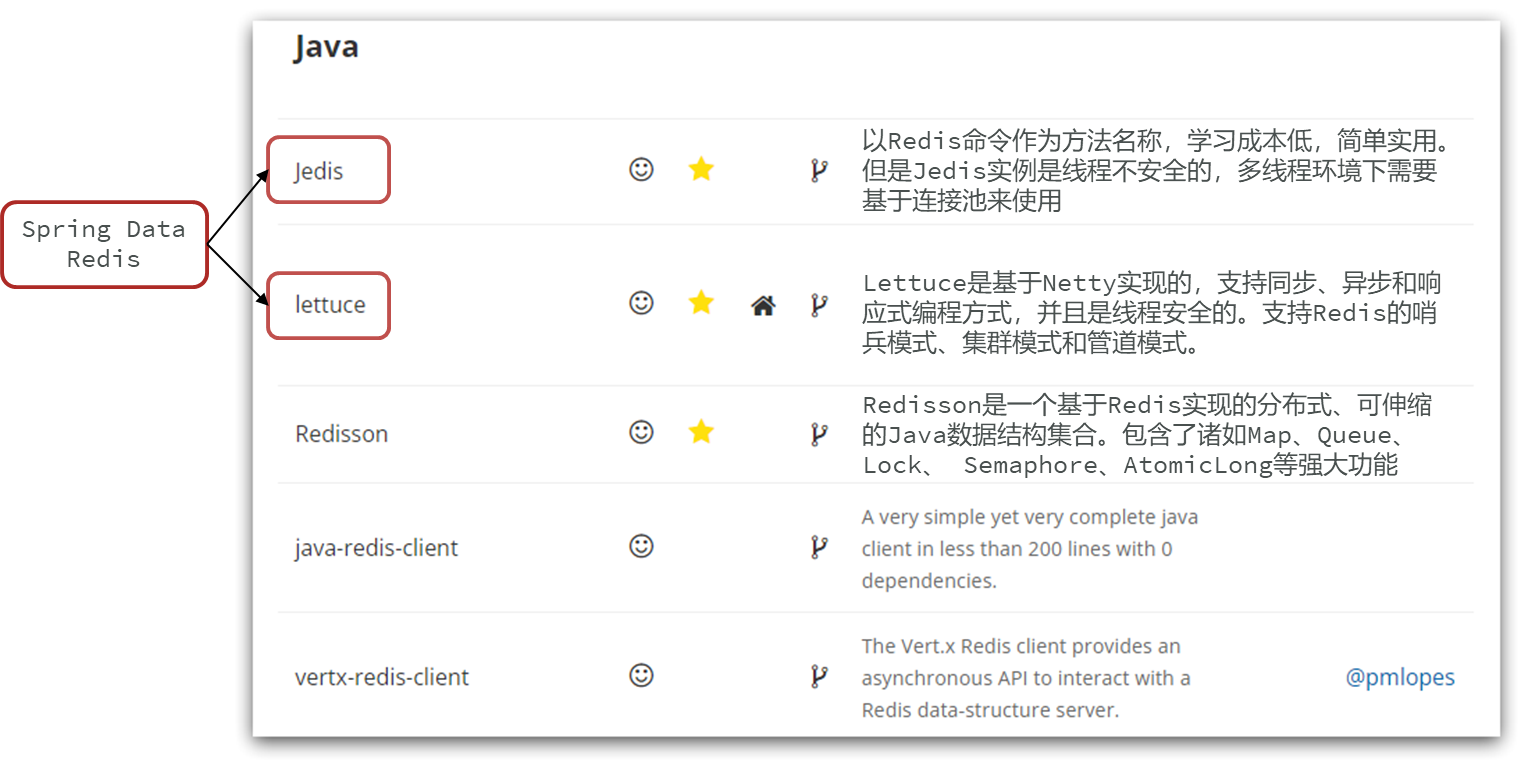 Java
Spring Data
Redis
Jedis
以Redis命令作为方法名称，学习成本低，简单实用。
但是Jedis实例是线程不安全的，多线程环境下需要
基于连接池来使用
lettuce
Lettuce是基于Netty实现的，支持同步、异步和响
应式编程方式，并且是线程安全的。支持Redis的哨
兵模式、集群模式和管道模式。
Redisson
Redisson是一个基于Redis实现的分布式、可伸缩
的Java数据结构集合。包含了诸如Map、Queue、
Lock、 Semaphore、AtomicLong等强大功能
java-redis-client
A very simple yet very complete java
client in less than 200 lines with 0
dependencies.
vertx-redis-client
The Vert.x Redis client provides an
asynchronous API to interact with a
Redis data-structure server.
@pmlopes